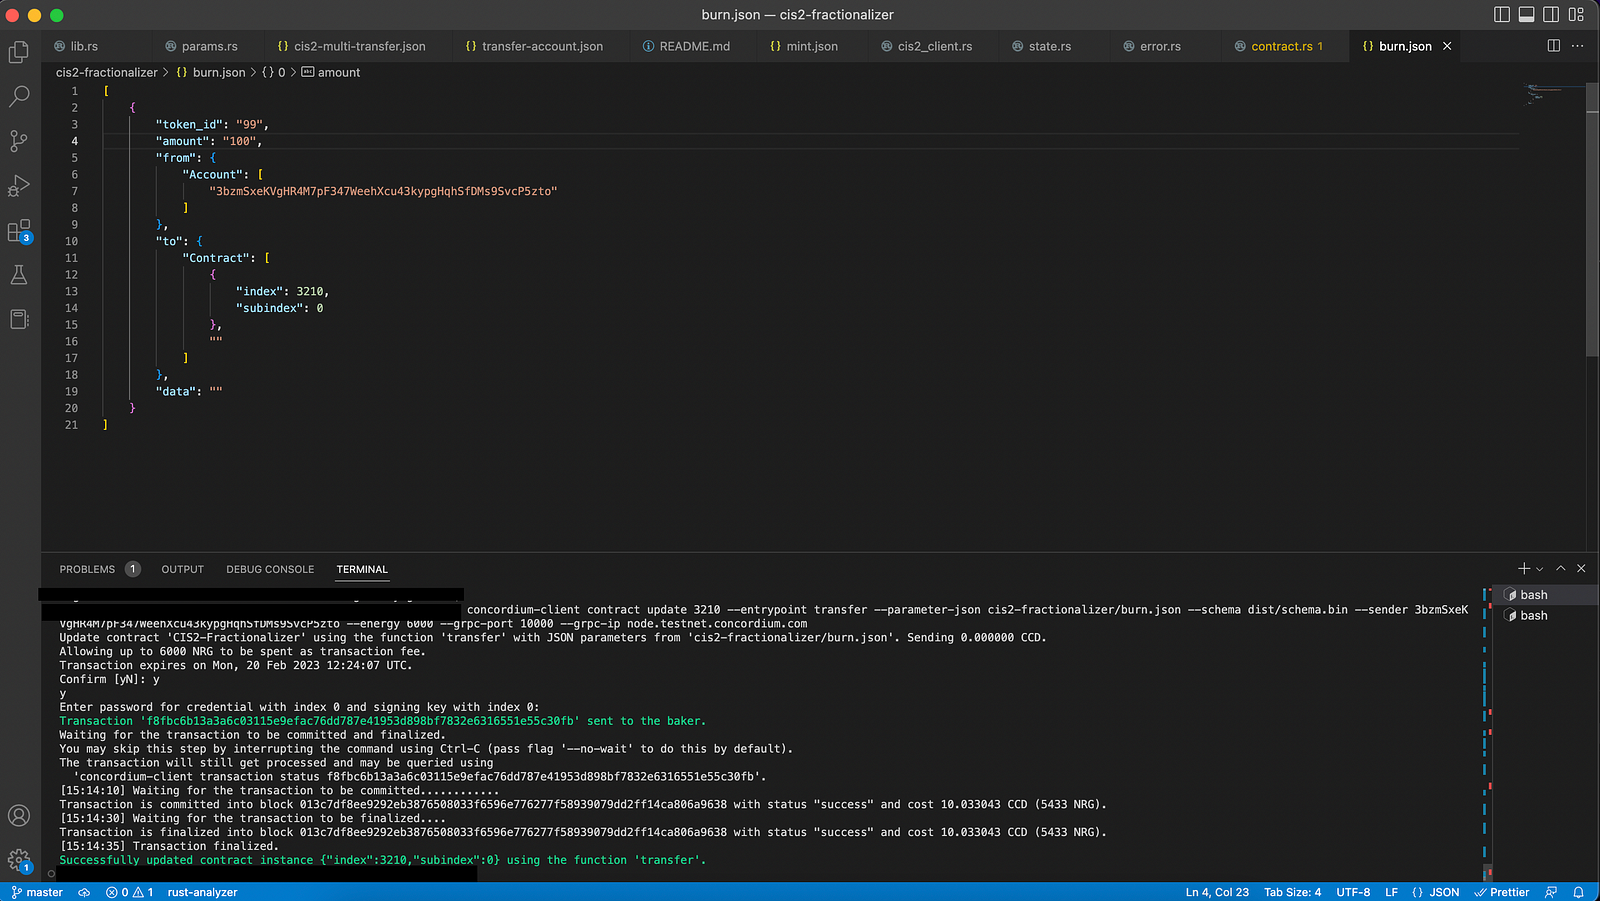 burn.json — cis2-fractionalizer
lib.rs params.rs {} cis2-multi-transfer.json {} transfer-account.json README.md {} mint.json cis2_client.rs state.rs error.rs contract.rs 1 {} burn.json
cis2-fractionalizer > {} burn.json > {} 0 > amount
1 [
2 {
3 "token_id": "99",
4 "amount": "100",
5 "from": {
6 "Account": [
7 "3bzmSxeKVgHR4M7pF347WeehXcu43kypgHqhSfDMs9SvcP5zto"
8 ]
9 },
10 "to": {
11 "Contract": [
12 {
13 "index": 3210,
14 "subindex": 0
15 },
16 ""
17 ]
18 },
19 "data": ""
20 }
21 ]
3
PROBLEMS 1 OUTPUT DEBUG CONSOLE TERMINAL
bash
bash
concordium-client contract update 3210 --entrypoint transfer --parameter-json cis2-fractionalizer/burn.json --schema dist/schema.bin --sender 3bzmSxeK
VgHR4M7pF347WeehXcu43kypgHqhSfDMs9SvcP5zto --energy 6000 --grpc-port 10000 --grpc-ip node.testnet.concordium.com
Update contract 'CIS2-Fractionalizer' using the function 'transfer' with JSON parameters from 'cis2-fractionalizer/burn.json'. Sending 0.000000 CCD.
Allowing up to 6000 NRG to be spent as transaction fee.
Transaction expires on Mon, 20 Feb 2023 12:24:07 UTC.
Confirm [yN]: y
y
Enter password for credential with index 0 and signing key with index 0:
Transaction 'f8fbc6b13a3a6c03115e9efac76dd787e41953d898bf7832e6316551e55c30fb' sent to the baker.
Waiting for the transaction to be committed and finalized.
You may skip this step by interrupting the command using Ctrl-C (pass flag '--no-wait' to do this by default).
The transaction will still get processed and may be queried using
'concordium-client transaction status f8fbc6b13a3a6c03115e9efac76dd787e41953d898bf7832e6316551e55c30fb'.
[15:14:10] Waiting for the transaction to be committed............
Transaction is committed into block 013c7df8ee9292eb3876508033f6596e776277f58939079dd2ff14ca806a9638 with status "success" and cost 10.033043 CCD (5433 NRG).
[15:14:30] Waiting for the transaction to be finalized....
Transaction is finalized into block 013c7df8ee9292eb3876508033f6596e776277f58939079dd2ff14ca806a9638 with status "success" and cost 10.033043 CCD (5433 NRG).
[15:14:35] Transaction finalized.
Successfully updated contract instance {"index":3210,"subindex":0} using the function 'transfer'.
1
master 0 1 rust-analyzer Ln 4, Col 23 Tab Size: 4 UTF-8 LF {} JSON Prettier